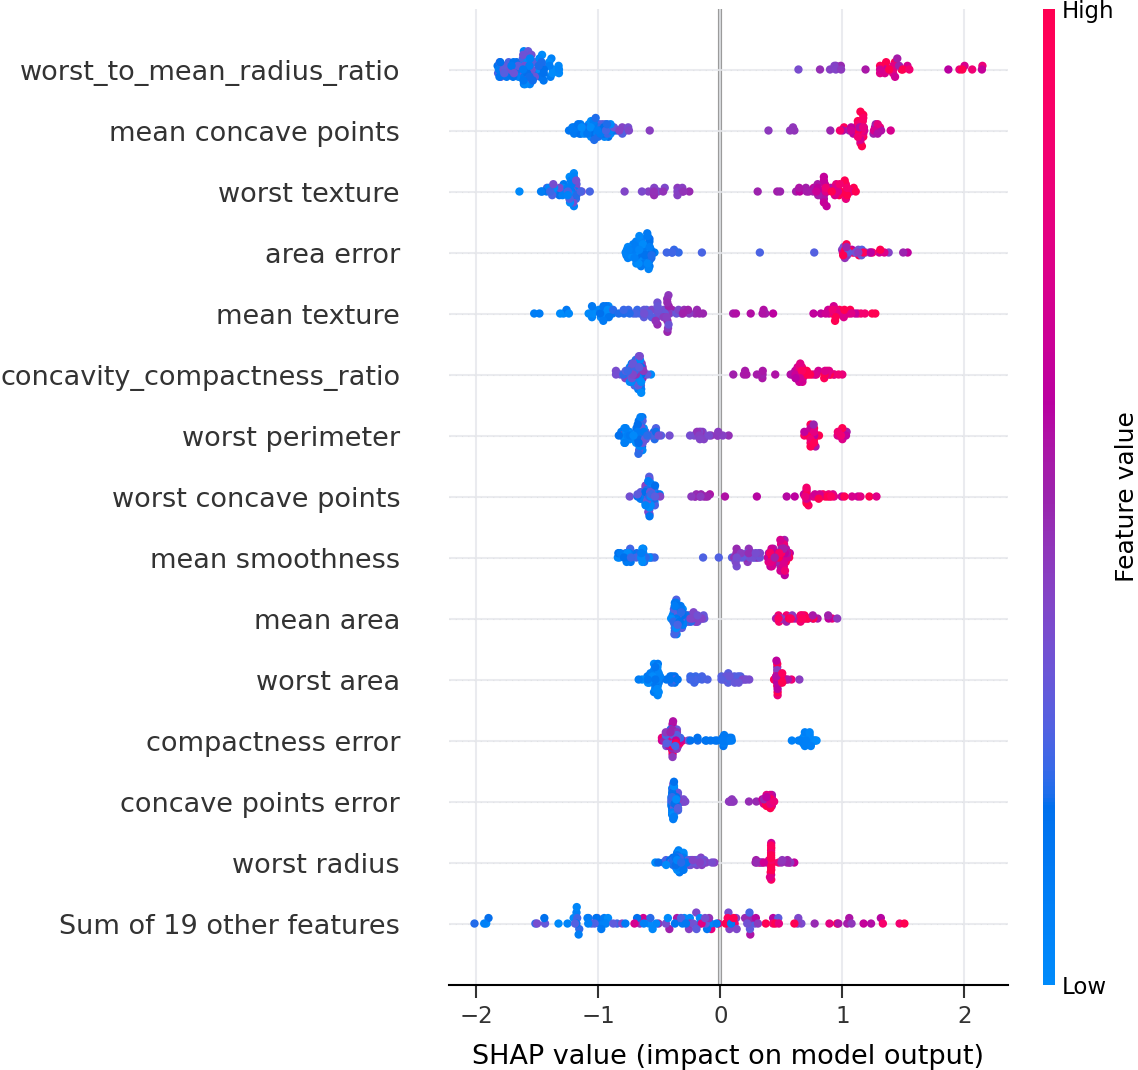 High
worst_to_mean_radius_ratio
mean concave points
worst texture
area error
mean texture
concavity_compactness_ratio
worst perimeter
worst concave points
mean smoothness
mean area
worst area
compactness error
concave points error
worst radius
Sum of 19 other features
Feature value
Low
−2 −1 0 1 2
SHAP value (impact on model output)